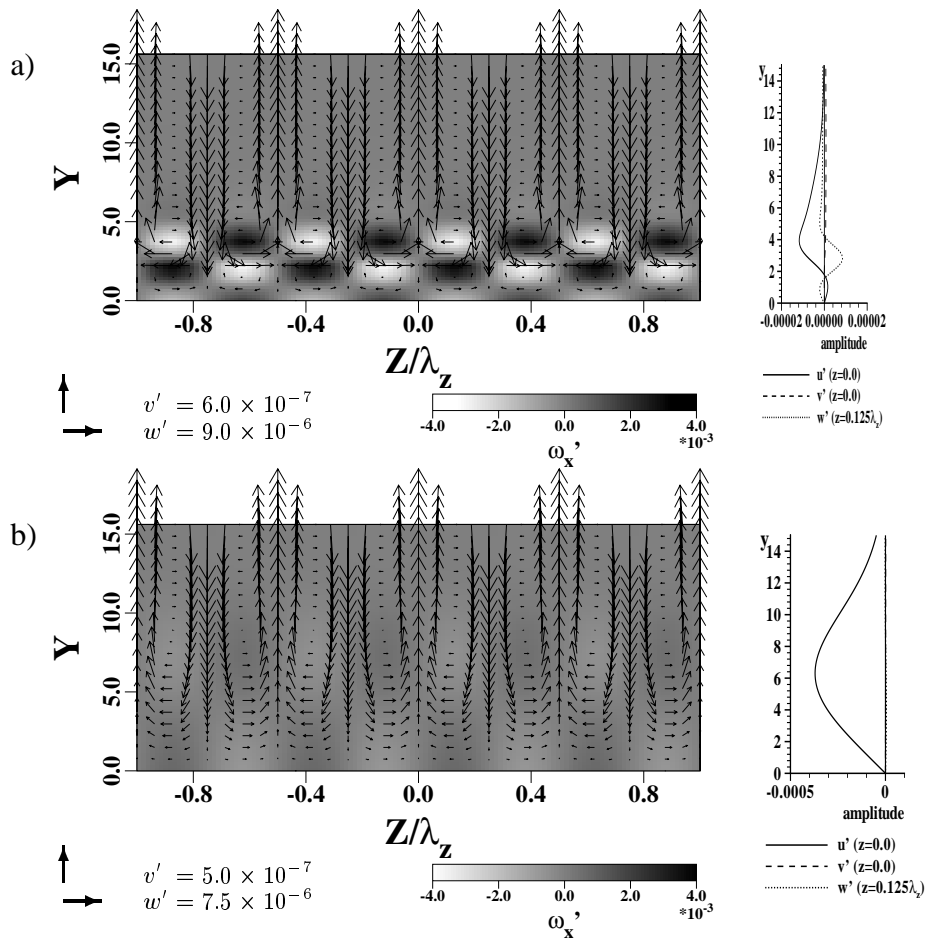 a)
Y
15.0
10.0
5.0
0.0
-0.8 -0.4 0.0 0.4 0.8
Z/λz
v′ = 6.0 × 10⁻⁷
w′ = 9.0 × 10⁻⁶
-4.0 -2.0 0.0 2.0 4.0
*10⁻³
ωx’
y
14
12
10
8
6
4
2
0
-0.00002 0.00000 0.00002
amplitude
u’ (z=0.0)
v’ (z=0.0)
w’ (z=0.125λz)
b)
Y
15.0
10.0
5.0
0.0
-0.8 -0.4 0.0 0.4 0.8
Z/λz
v′ = 5.0 × 10⁻⁷
w′ = 7.5 × 10⁻⁶
-4.0 -2.0 0.0 2.0 4.0
*10⁻³
ωx’
y
14
12
10
8
6
4
2
0
-0.0005 0
amplitude
u’ (z=0.0)
v’ (z=0.0)
w’ (z=0.125λz)